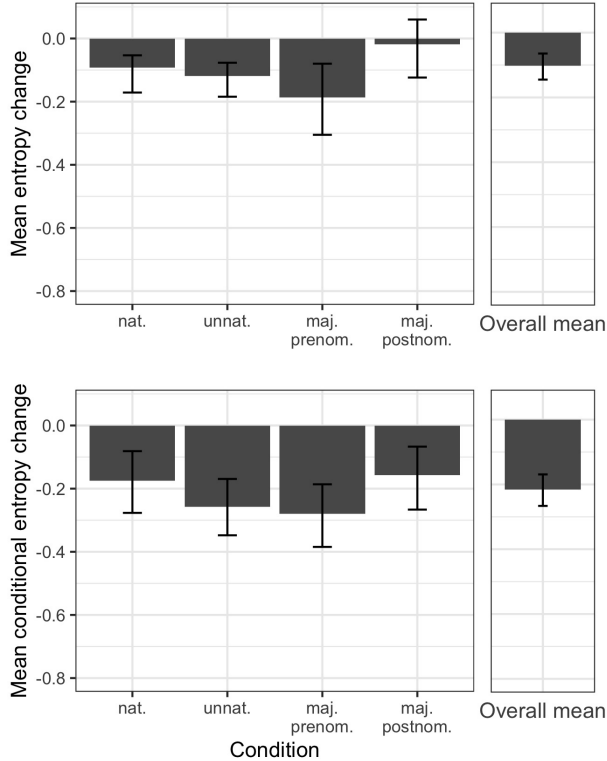 Mean entropy change
0.0
-0.2
-0.4
-0.6
-0.8
nat.
unnat.
maj.
prenom.
maj.
postnom.
Overall mean
Mean conditional entropy change
0.0
-0.2
-0.4
-0.6
-0.8
nat.
unnat.
maj.
prenom.
maj.
postnom.
Overall mean
Condition